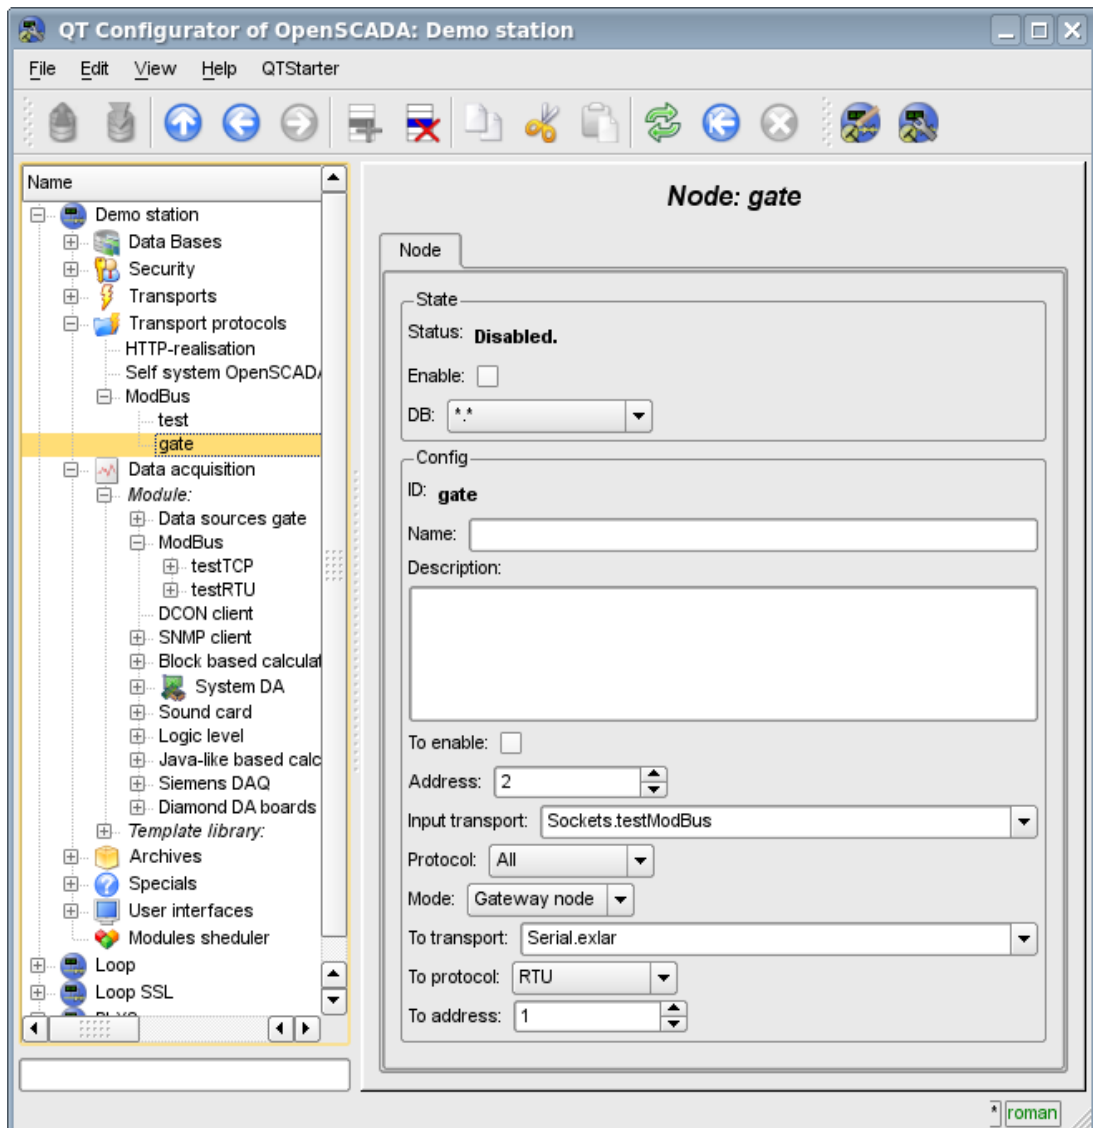 QT Configurator of OpenSCADA: Demo station
File Edit View Help QTStarter
Name
Demo station
Data Bases
Security
Transports
Transport protocols
HTTP-realisation
Self system OpenSCADA
ModBus
test
gate
Data acquisition
Module:
Data sources gate
ModBus
testTCP
testRTU
DCON client
SNMP client
Block based calculat
System DA
Sound card
Logic level
Java-like based calc
Siemens DAQ
Diamond DA boards
Template library:
Archives
Specials
User interfaces
Modules sheduler
Loop
Loop SSL
Node: gate
Node
State
Status: Disabled.
Enable:
DB: *.*
Config
ID: gate
Name:
Description:
To enable:
Address: 2
Input transport: Sockets.testModBus
Protocol: All
Mode: Gateway node
To transport: Serial.exlar
To protocol: RTU
To address: 1
* roman